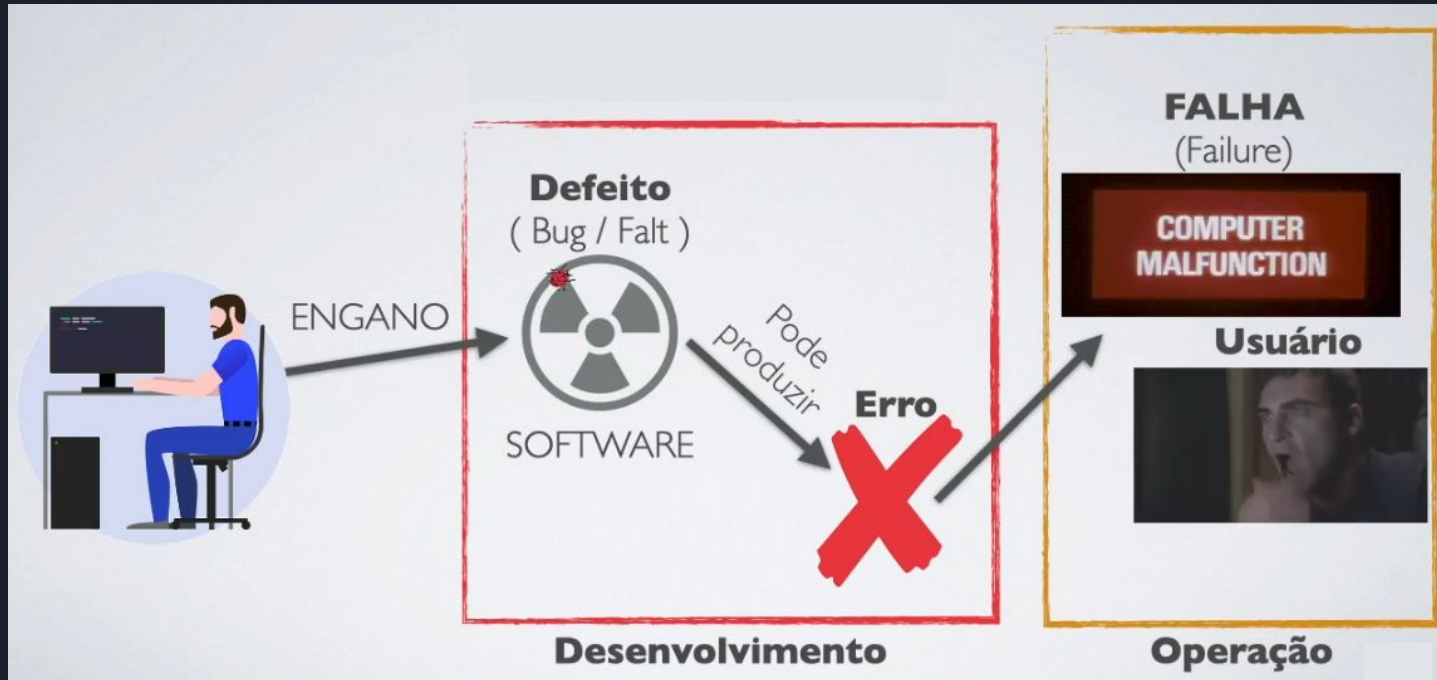 ENGANO
Defeito
( Bug / Falt )
SOFTWARE
Pode
produzir
Erro
Desenvolvimento
FALHA
(Failure)
COMPUTER
MALFUNCTION
Usuário
Operação